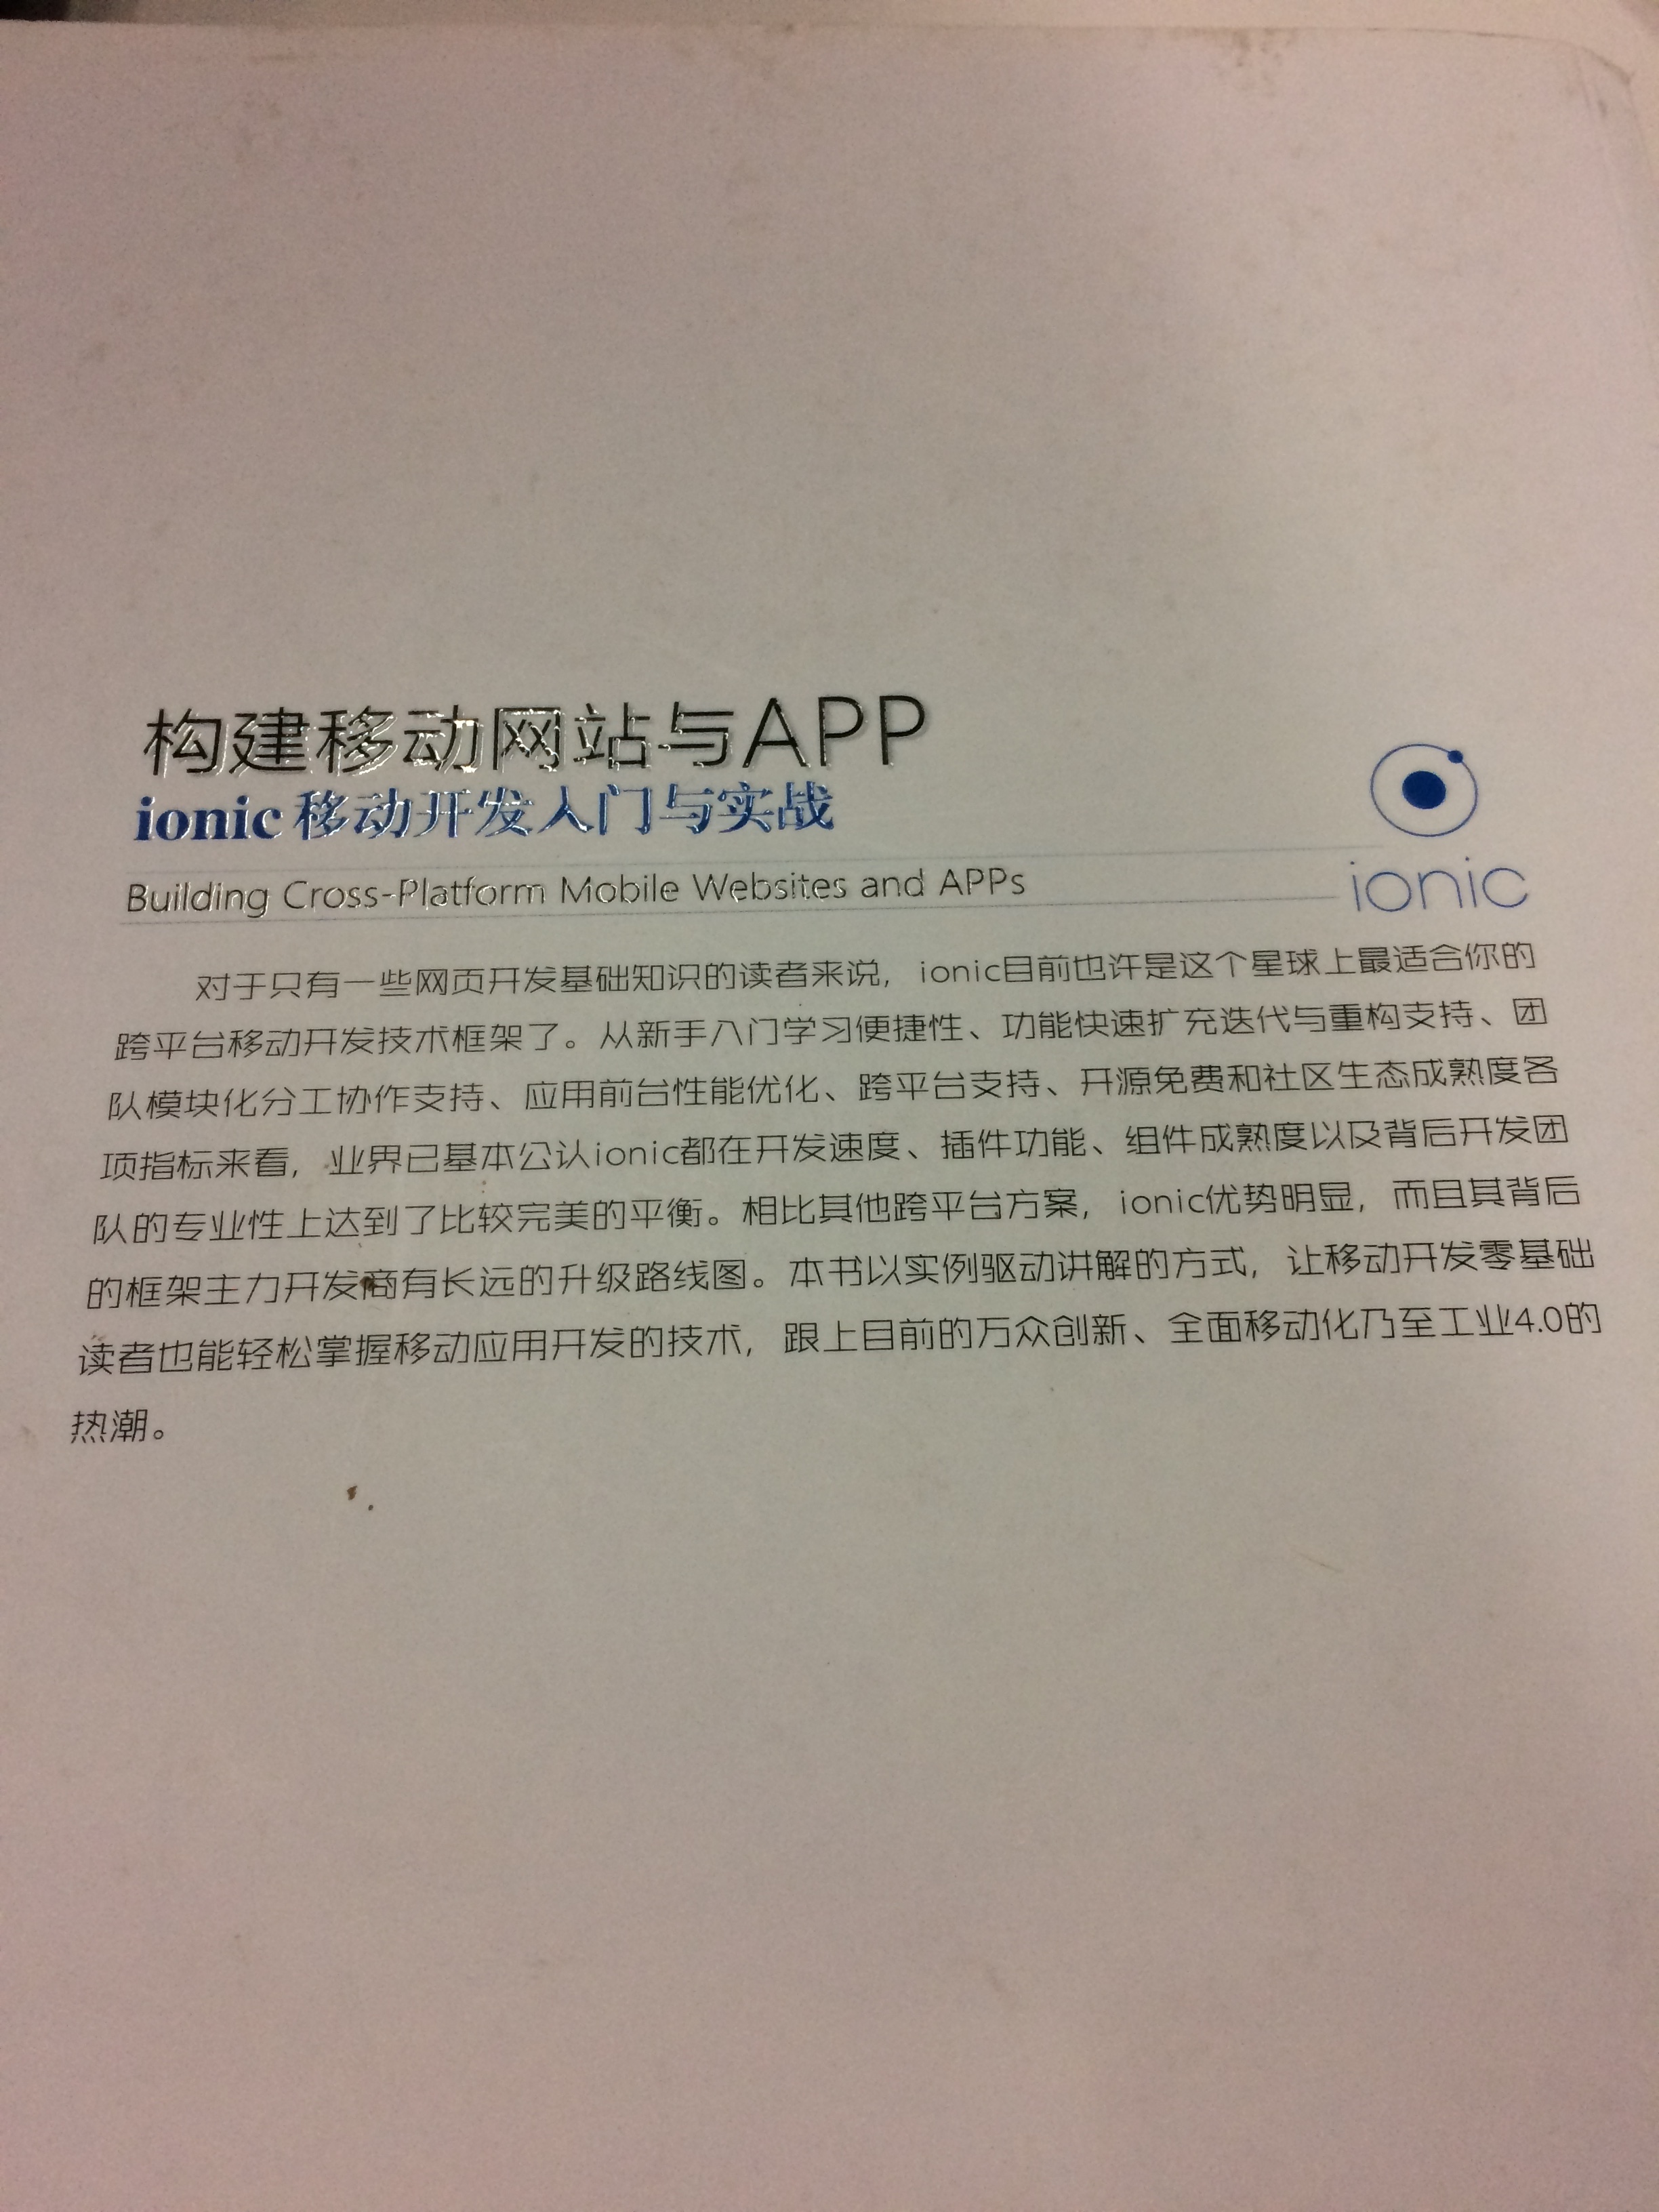 构建移动网站与APP
ionic 移动开发入门与实战
Building Cross-Platform Mobile Websites and APPs
ionic
对于只有一些网页开发基础知识的读者来说，ionic目前也许是这个星球上最适合你的
跨平台移动开发技术框架了。从新手入门学习便捷性、功能快速扩充迭代与重构支持、团
队模块化分工协作支持、应用前台性能优化、跨平台支持、开源免费和社区生态成熟度各
项指标来看，业界已基本公认ionic都在开发速度、插件功能、组件成熟度以及背后开发团
队的专业性上达到了比较完美的平衡。相比其他跨平台方案，ionic优势明显，而且其背后
的框架主力开发商有长远的升级路线图。本书以实例驱动讲解的方式，让移动开发零基础
读者也能轻松掌握移动应用开发的技术，跟上目前的万众创新、全面移动化乃至工业4.0的
热潮。